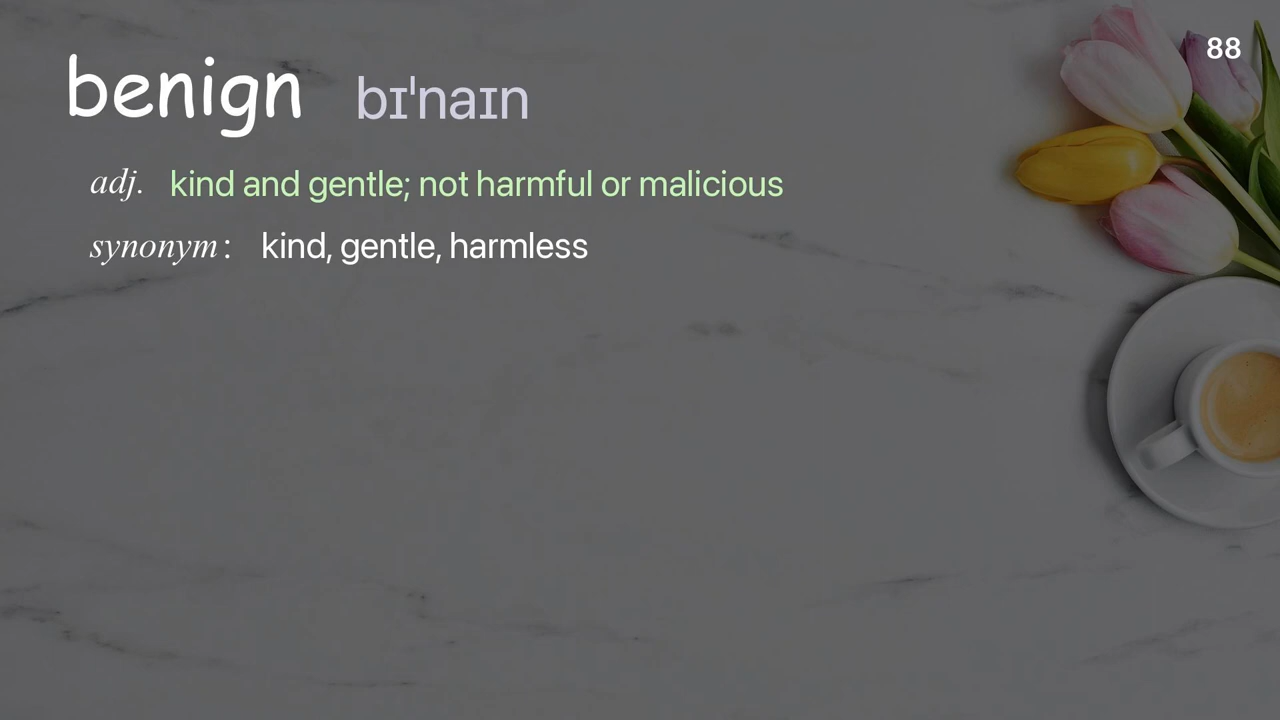 88
benign bɪˈnaɪn
adj. kind and gentle; not harmful or malicious
synonym: kind, gentle, harmless